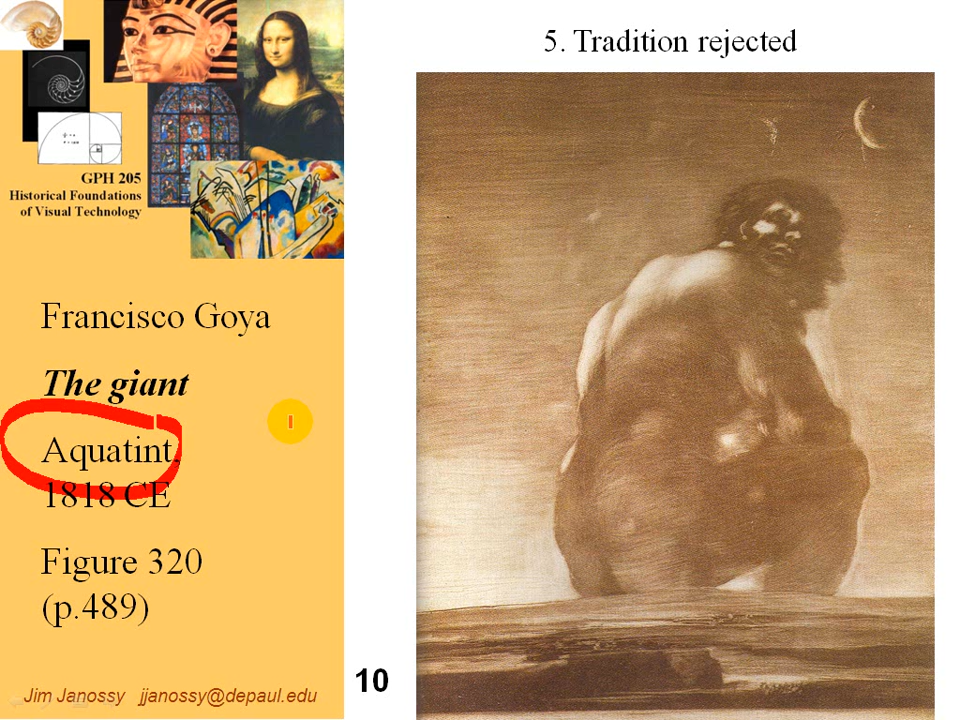 5. Tradition rejected
GPH 205
Historical Foundations
of Visual Technology
Francisco Goya
The giant
Aquatint,
1818 CE
Figure 320
(p.489)
10
Jim Janossy jjanossy@depaul.edu